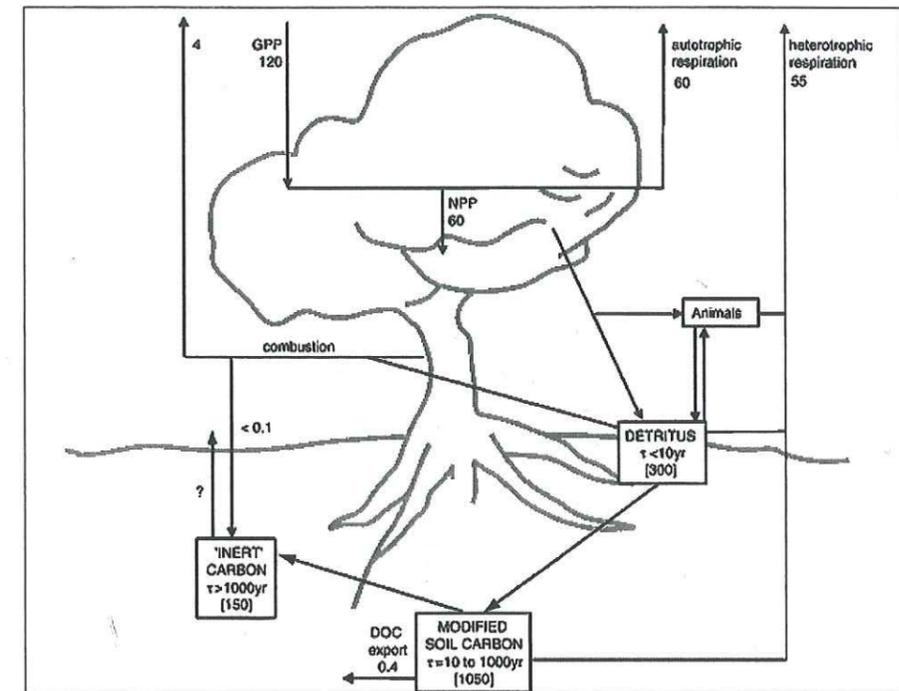 4
GPP
120
autotrophic
respiration
60
heterotrophic
respiration
55
NPP
60
Animals
combustion
< 0.1
DETRITUS
τ <10yr
[300]
?
'INERT'
CARBON
τ>1000yr
[150]
DOC
export
0.4
MODIFIED
SOIL CARBON
τ=10 to 1000yr
[1050]